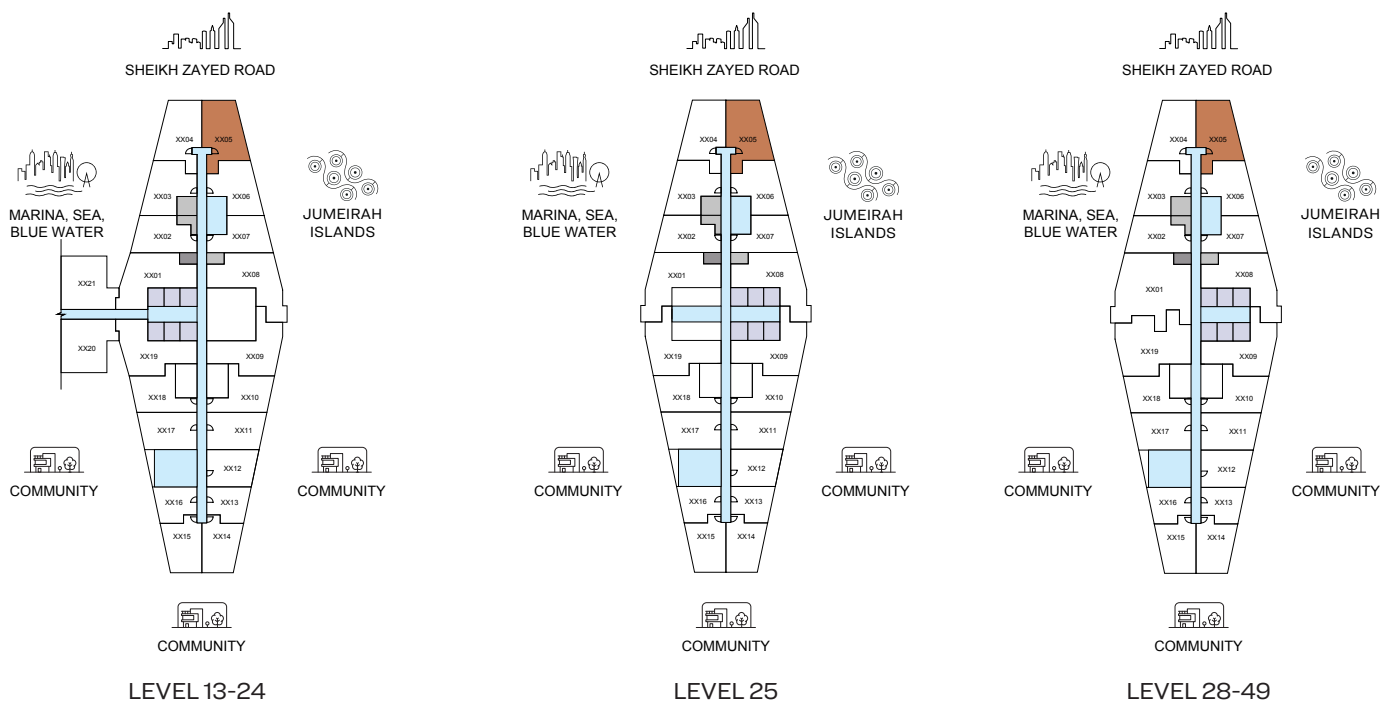 SHEIKH ZAYED ROAD
XX04
XX05
MARINA, SEA,
BLUE WATER
JUMEIRAH
ISLANDS
XX03
XX06
XX02
XX07
XX01
XX08
XX21
XX20
XX19
XX09
XX18
XX10
XX17
XX11
XX12
XX16
XX13
XX15
XX14
COMMUNITY
COMMUNITY
COMMUNITY
LEVEL 13-24
SHEIKH ZAYED ROAD
XX04
XX05
MARINA, SEA,
BLUE WATER
JUMEIRAH
ISLANDS
XX03
XX06
XX02
XX07
XX01
XX08
XX19
XX09
XX18
XX10
XX17
XX11
XX12
XX16
XX13
XX15
XX14
COMMUNITY
COMMUNITY
COMMUNITY
LEVEL 25
SHEIKH ZAYED ROAD
XX04
XX05
MARINA, SEA,
BLUE WATER
JUMEIRAH
ISLANDS
XX03
XX06
XX02
XX07
XX01
XX08
XX19
XX09
XX18
XX10
XX17
XX11
XX12
XX16
XX13
XX15
XX14
COMMUNITY
COMMUNITY
COMMUNITY
LEVEL 28-49